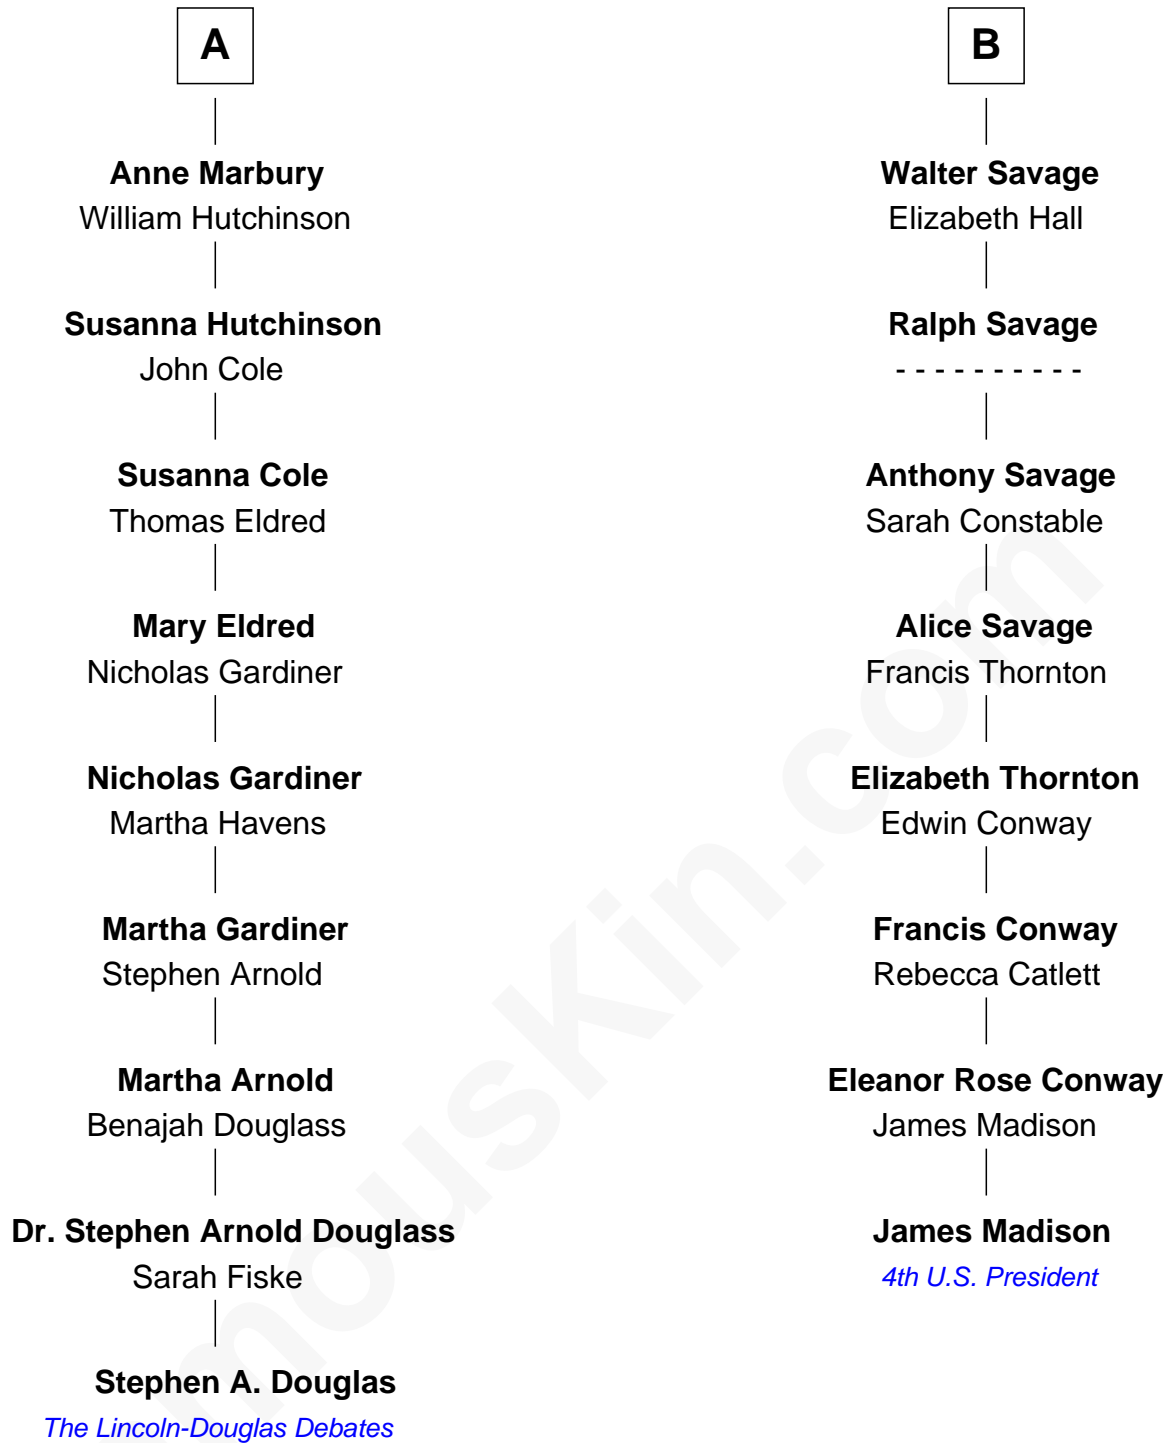 A
Anne Marbury
William Hutchinson
Susanna Hutchinson
John Cole
Susanna Cole
Thomas Eldred
Mary Eldred
Nicholas Gardiner
Nicholas Gardiner
Martha Havens
Martha Gardiner
Stephen Arnold
Martha Arnold
Benajah Douglass
Dr. Stephen Arnold Douglass
Sarah Fiske
Stephen A. Douglas
The Lincoln-Douglas Debates
B
Walter Savage
Elizabeth Hall
Ralph Savage
- - - - - - - - - -
Anthony Savage
Sarah Constable
Alice Savage
Francis Thornton
Elizabeth Thornton
Edwin Conway
Francis Conway
Rebecca Catlett
Eleanor Rose Conway
James Madison
James Madison
4th U.S. President
mousKin.com